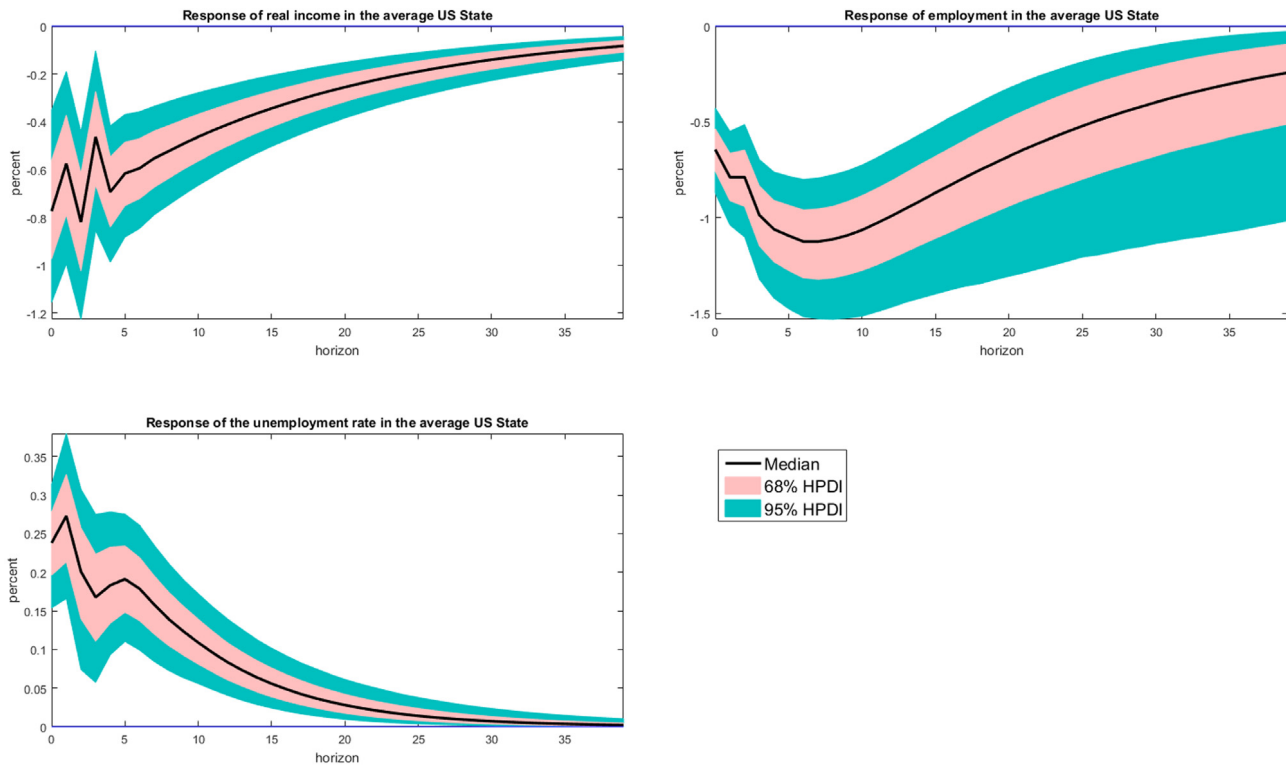 Response of real income in the average US State
0
-0.2
-0.4
-0.6
-0.8
-1
-1.2
percent
0 5 10 15 20 25 30 35
horizon
Response of employment in the average US State
0
-0.5
-1
-1.5
percent
0 5 10 15 20 25 30 35
horizon
Response of the unemployment rate in the average US State
0.35
0.3
0.25
0.2
0.15
0.1
0.05
0
percent
0 5 10 15 20 25 30 35
horizon
Median
68% HPDI
95% HPDI